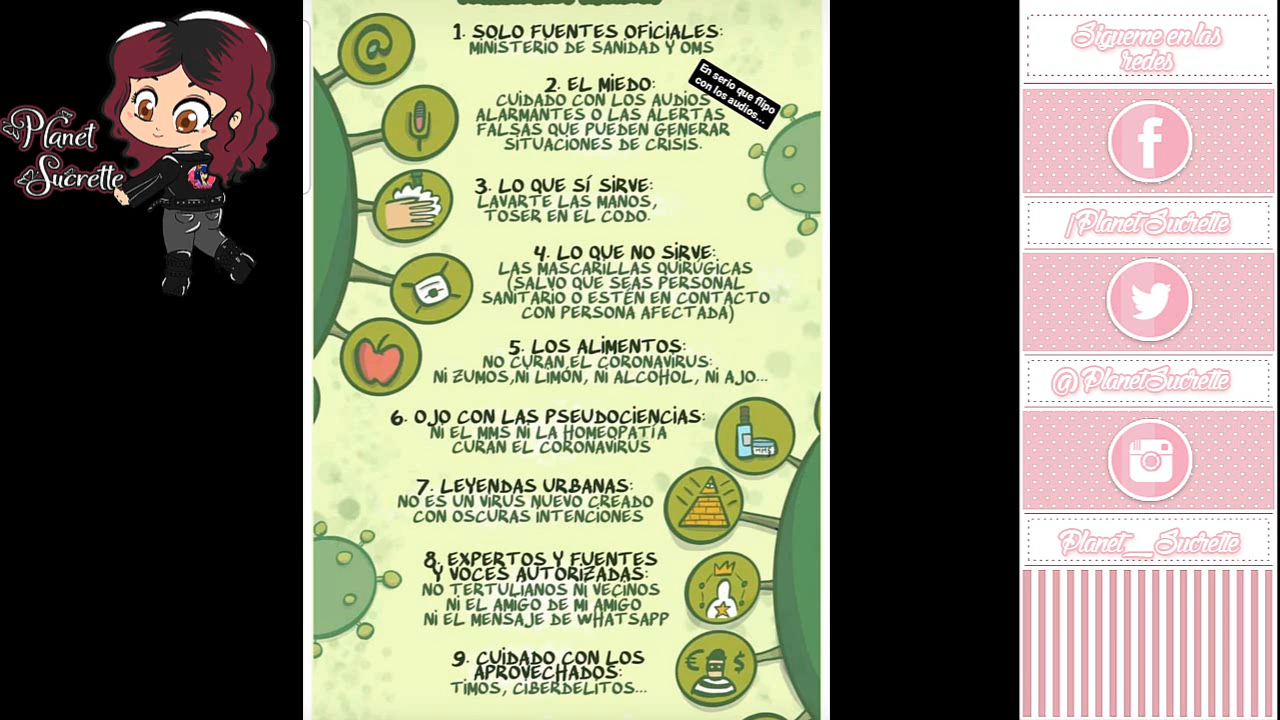 Planet
Sucrette
1. SOLO FUENTES OFICIALES:
MINISTERIO DE SANIDAD Y OMS
2. EL MIEDO:
CUIDADO CON LOS AUDIOS
ALARMANTES O LAS ALERTAS
FALSAS QUE PUEDEN GENERAR
SITUACIONES DE CRISIS.
En serio que flipo
con los audios...
3. LO QUE SÍ SIRVE:
LAVARTE LAS MANOS,
TOSER EN EL CODO.
4. LO QUE NO SIRVE:
LAS MASCARILLAS QUIRÚGICAS
(SALVO QUE SEAS PERSONAL
SANITARIO O ESTÉN EN CONTACTO
CON PERSONA AFECTADA)
5. LOS ALIMENTOS:
NO CURAN EL CORONAVIRUS:
NI ZUMOS, NI LIMÓN, NI ALCOHOL, NI AJO...
6. OJO CON LAS PSEUDOCIENCIAS:
NI EL MMS NI LA HOMEOPATÍA
CURAN EL CORONAVIRUS
MMS
7. LEYENDAS URBANAS:
NO ES UN VIRUS NUEVO CREADO
CON OSCURAS INTENCIONES
8. EXPERTOS Y FUENTES
Y VOCES AUTORIZADAS:
NO TERTULIANOS NI VECINOS
NI EL AMIGO DE MI AMIGO
NI EL MENSAJE DE WHATSAPP
9. CUIDADO CON LOS
APROVECHADOS:
TIMOS, CIBERDELITOS...
€ $
Sigueme en las
redes
/PlanetSucrette
@PlanetSucrette
Planet__Sucrette